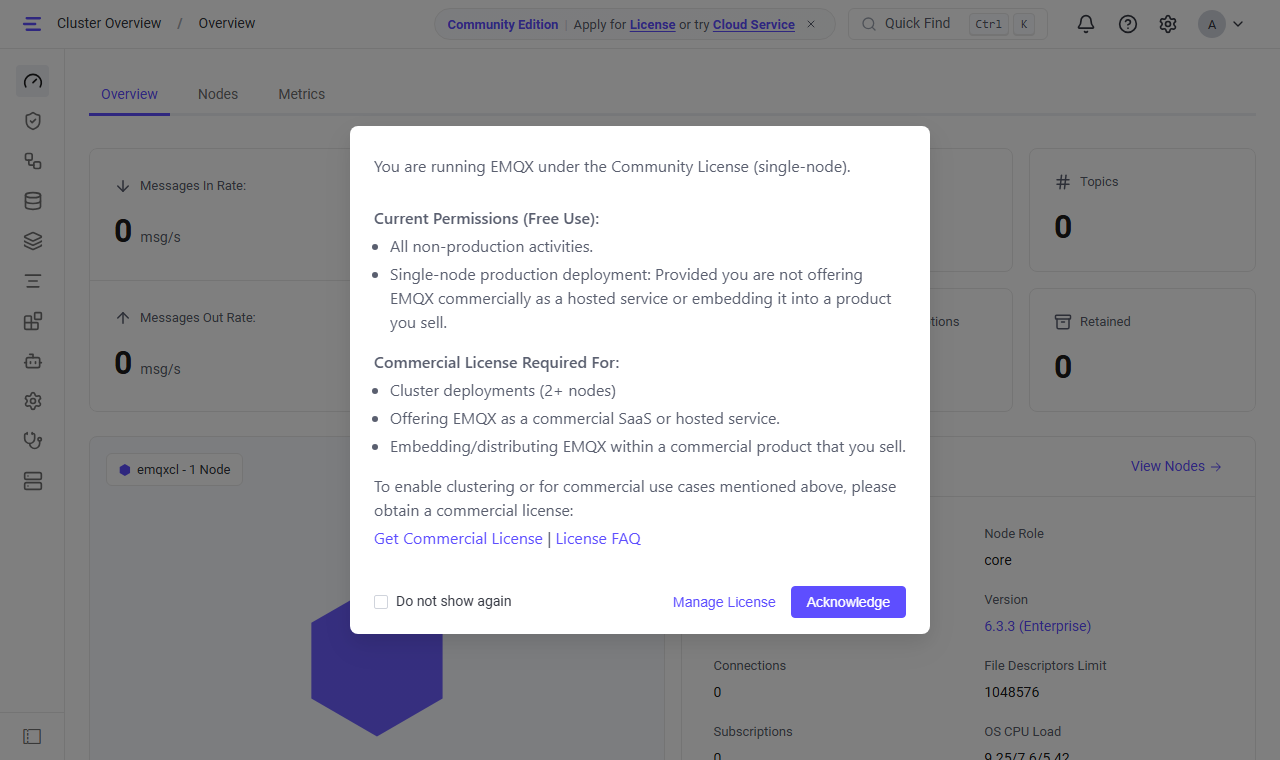 Cluster Overview / Overview
Community Edition | Apply for License or try Cloud Service
Quick Find Ctrl K
A
Overview Nodes Metrics
Messages In Rate:
0 msg/s
Messages Out Rate:
0 msg/s
Topics
0
tions
Retained
0
You are running EMQX under the Community License (single-node).
Current Permissions (Free Use):
• All non-production activities.
• Single-node production deployment: Provided you are not offering
EMQX commercially as a hosted service or embedding it into a product
you sell.
Commercial License Required For:
• Cluster deployments (2+ nodes)
• Offering EMQX as a commercial SaaS or hosted service.
• Embedding/distributing EMQX within a commercial product that you sell.
To enable clustering or for commercial use cases mentioned above, please
obtain a commercial license:
Get Commercial License | License FAQ
Do not show again
Manage License
Acknowledge
emqxcl - 1 Node
View Nodes →
Node Role
core
Version
6.3.3 (Enterprise)
Connections
0
File Descriptors Limit
1048576
Subscriptions
0
OS CPU Load
9.25/7.6/5.42